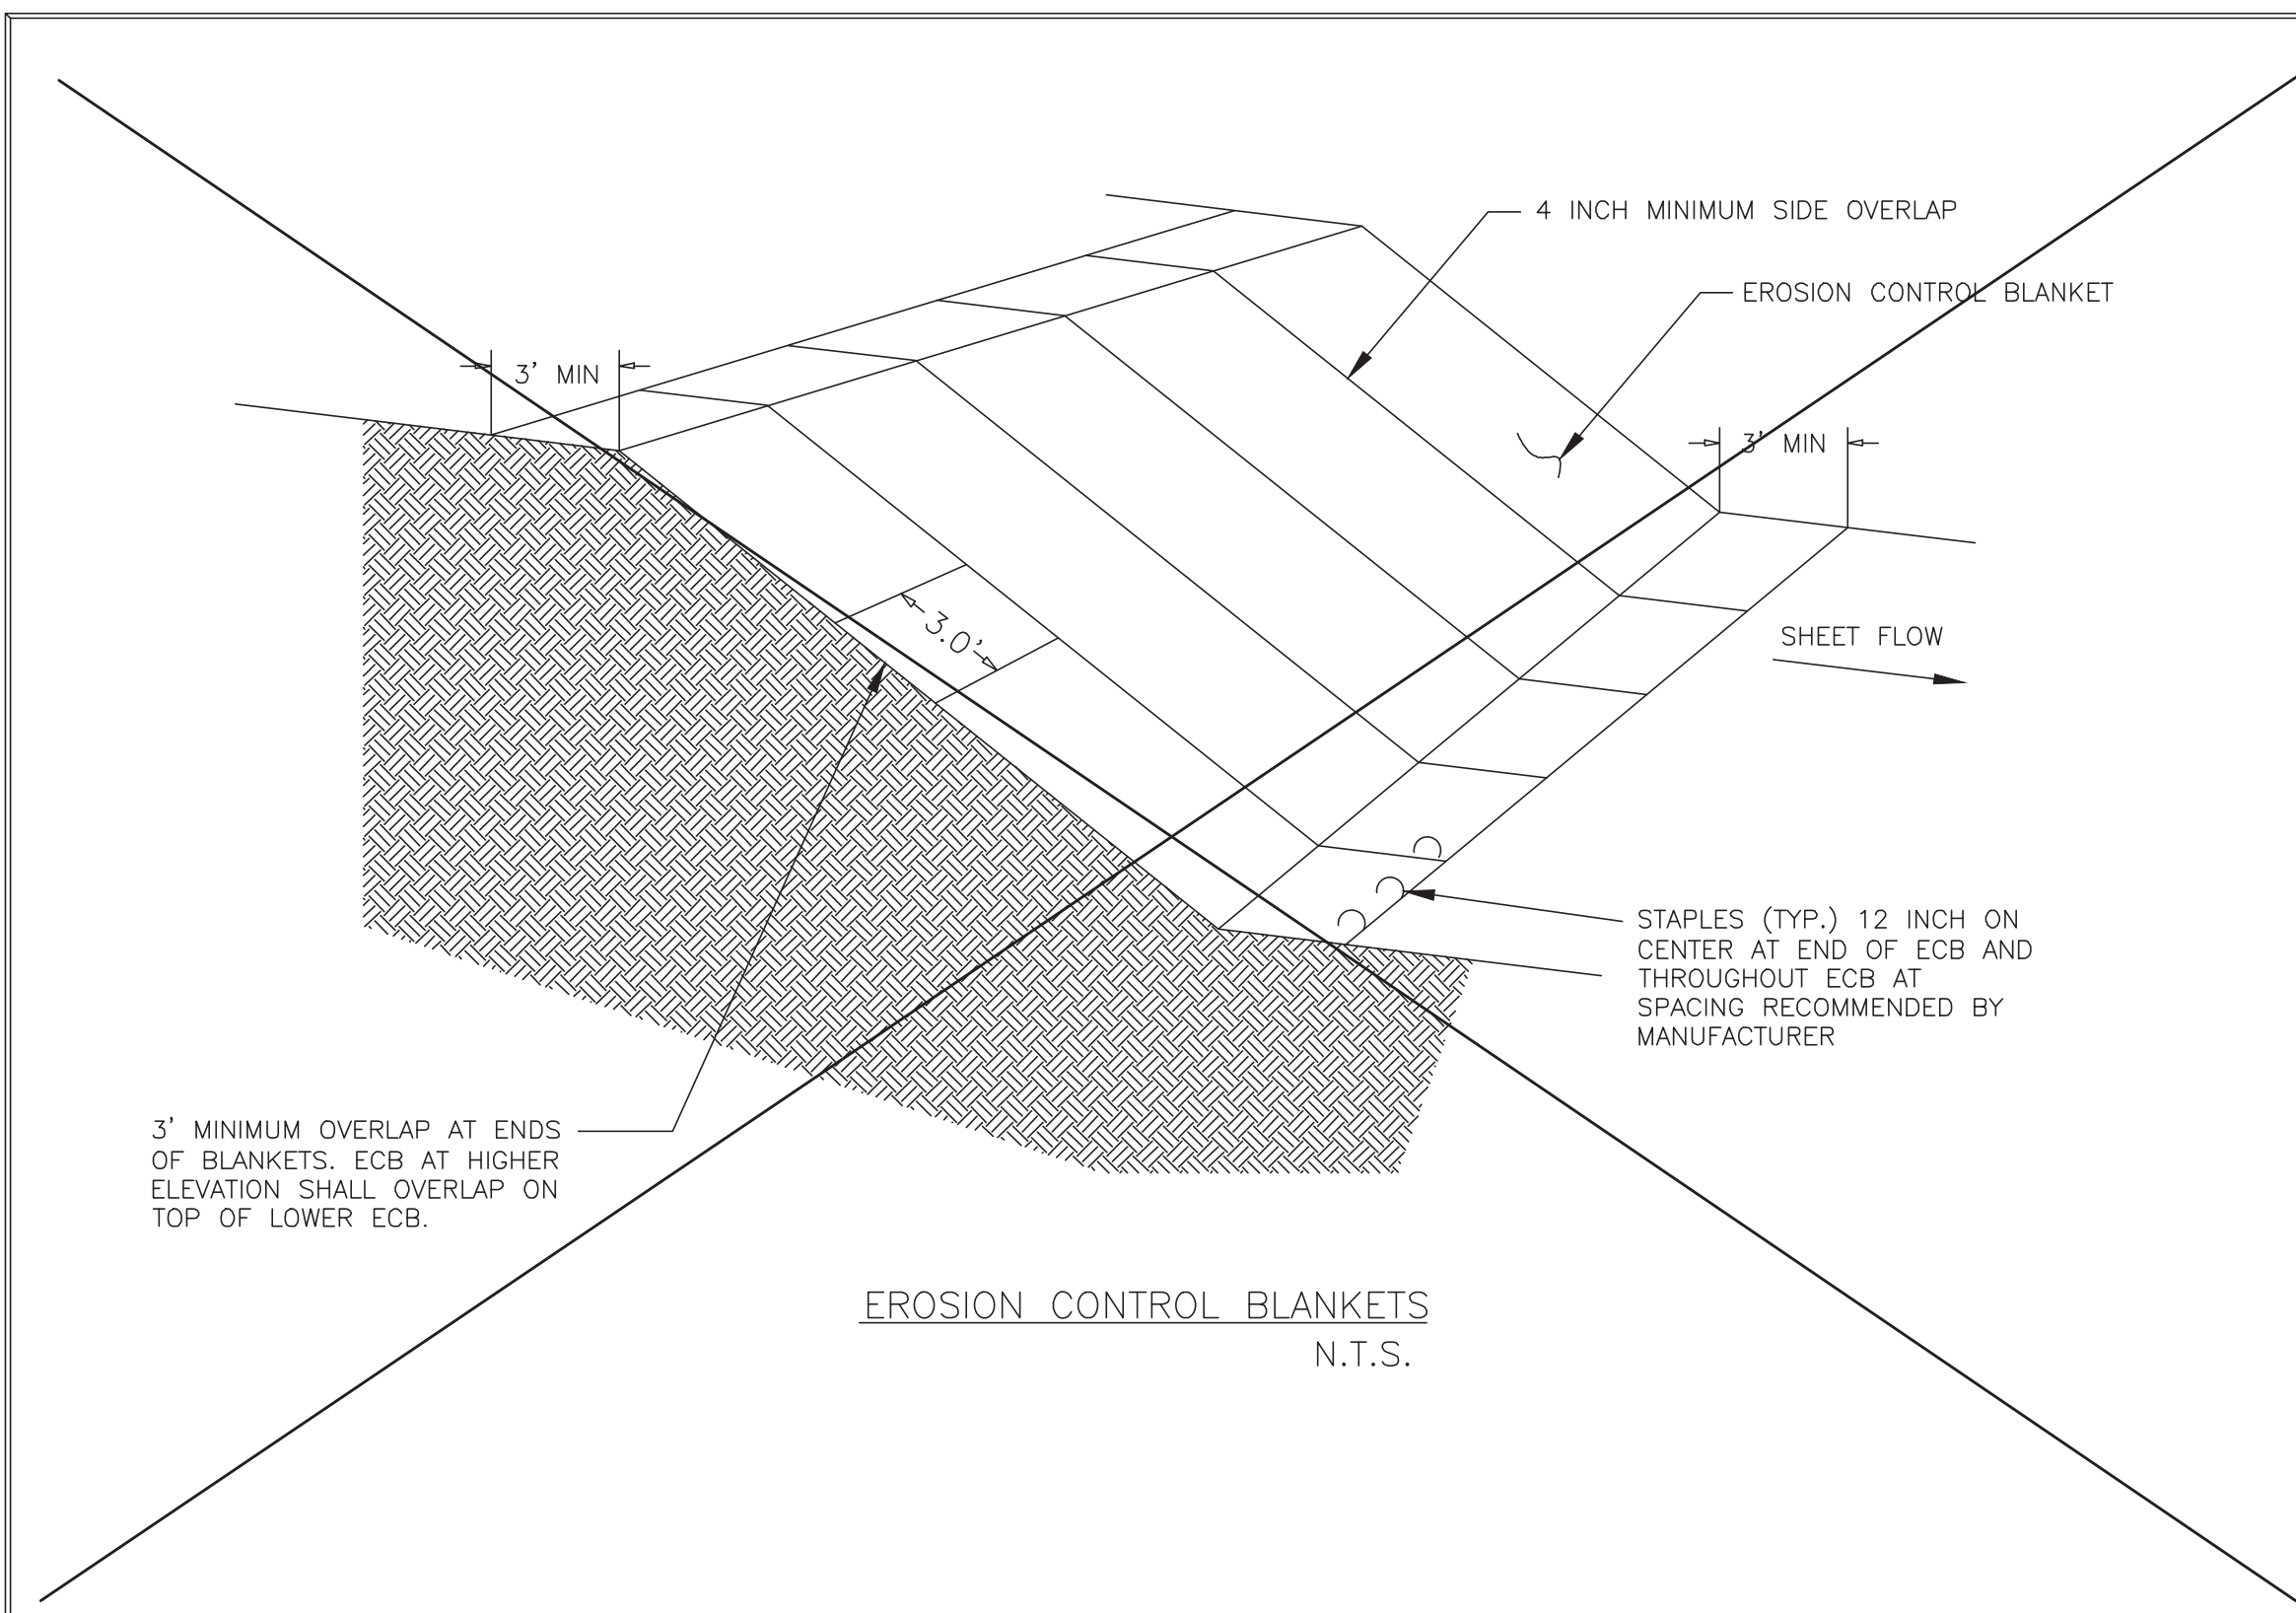 4 INCH MINIMUM SIDE OVERLAP
EROSION CONTROL BLANKET
3' MIN
3' MIN
3.0'
SHEET FLOW
STAPLES (TYP.) 12 INCH ON
CENTER AT END OF ECB AND
THROUGHOUT ECB AT
SPACING RECOMMENDED BY
MANUFACTURER
3' MINIMUM OVERLAP AT ENDS
OF BLANKETS. ECB AT HIGHER
ELEVATION SHALL OVERLAP ON
TOP OF LOWER ECB.
EROSION CONTROL BLANKETS
N.T.S.